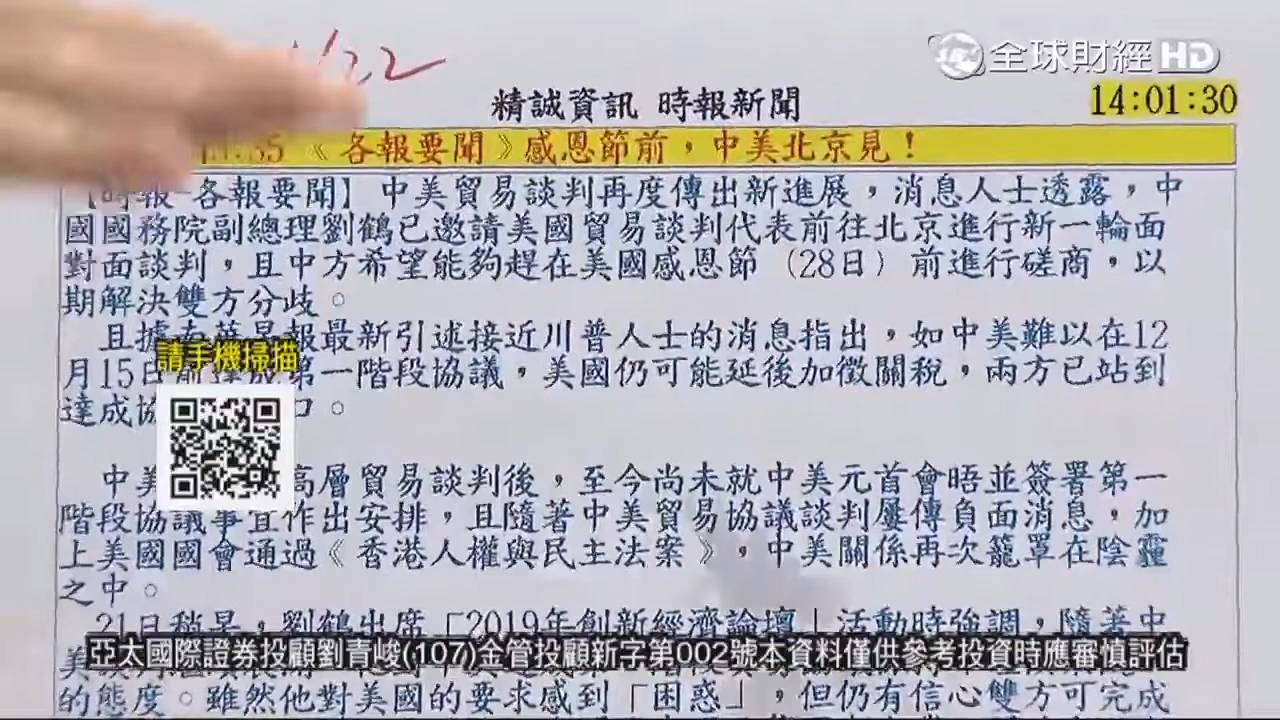 1/22
全球財經HD
精誠資訊 時報新聞
14:01:30
:35《各報要聞》感恩節前，中美北京見！
【時報-各報要聞】中美貿易談判再度傳出新進展，消息人士透露，中
國國務院副總理劉鶴已邀請美國貿易談判代表前往北京進行新一輪面
對面談判，且中方希望能夠趕在美國感恩節（28日）前進行磋商，以
期解決雙方分歧。
且據南華早報最新引述接近川普人士的消息指出，如中美難以在12
請手機掃描
月15日前達成第一階段協議，美國仍可能延後加徵關稅，兩方已站到
達成協 口。
中美 高層貿易談判後，至今尚未就中美元首會晤並簽署第一
階段協議事宜作出安排，且隨著中美貿易協議談判屢傳負面消息，加
上美國國會通過《香港人權與民主法案》，中美關係再次籠罩在陰霾
之中。
21日稍早，劉鶴出席「2019年創新經濟論壇」活動時強調，隨著中
亞太國際證券投顧劉青峻(107)金管投顧新字第002號本資料僅供參考投資時應審慎評估
的態度。雖然他對美國的要求感到「困惑」，但仍有信心雙方可完成